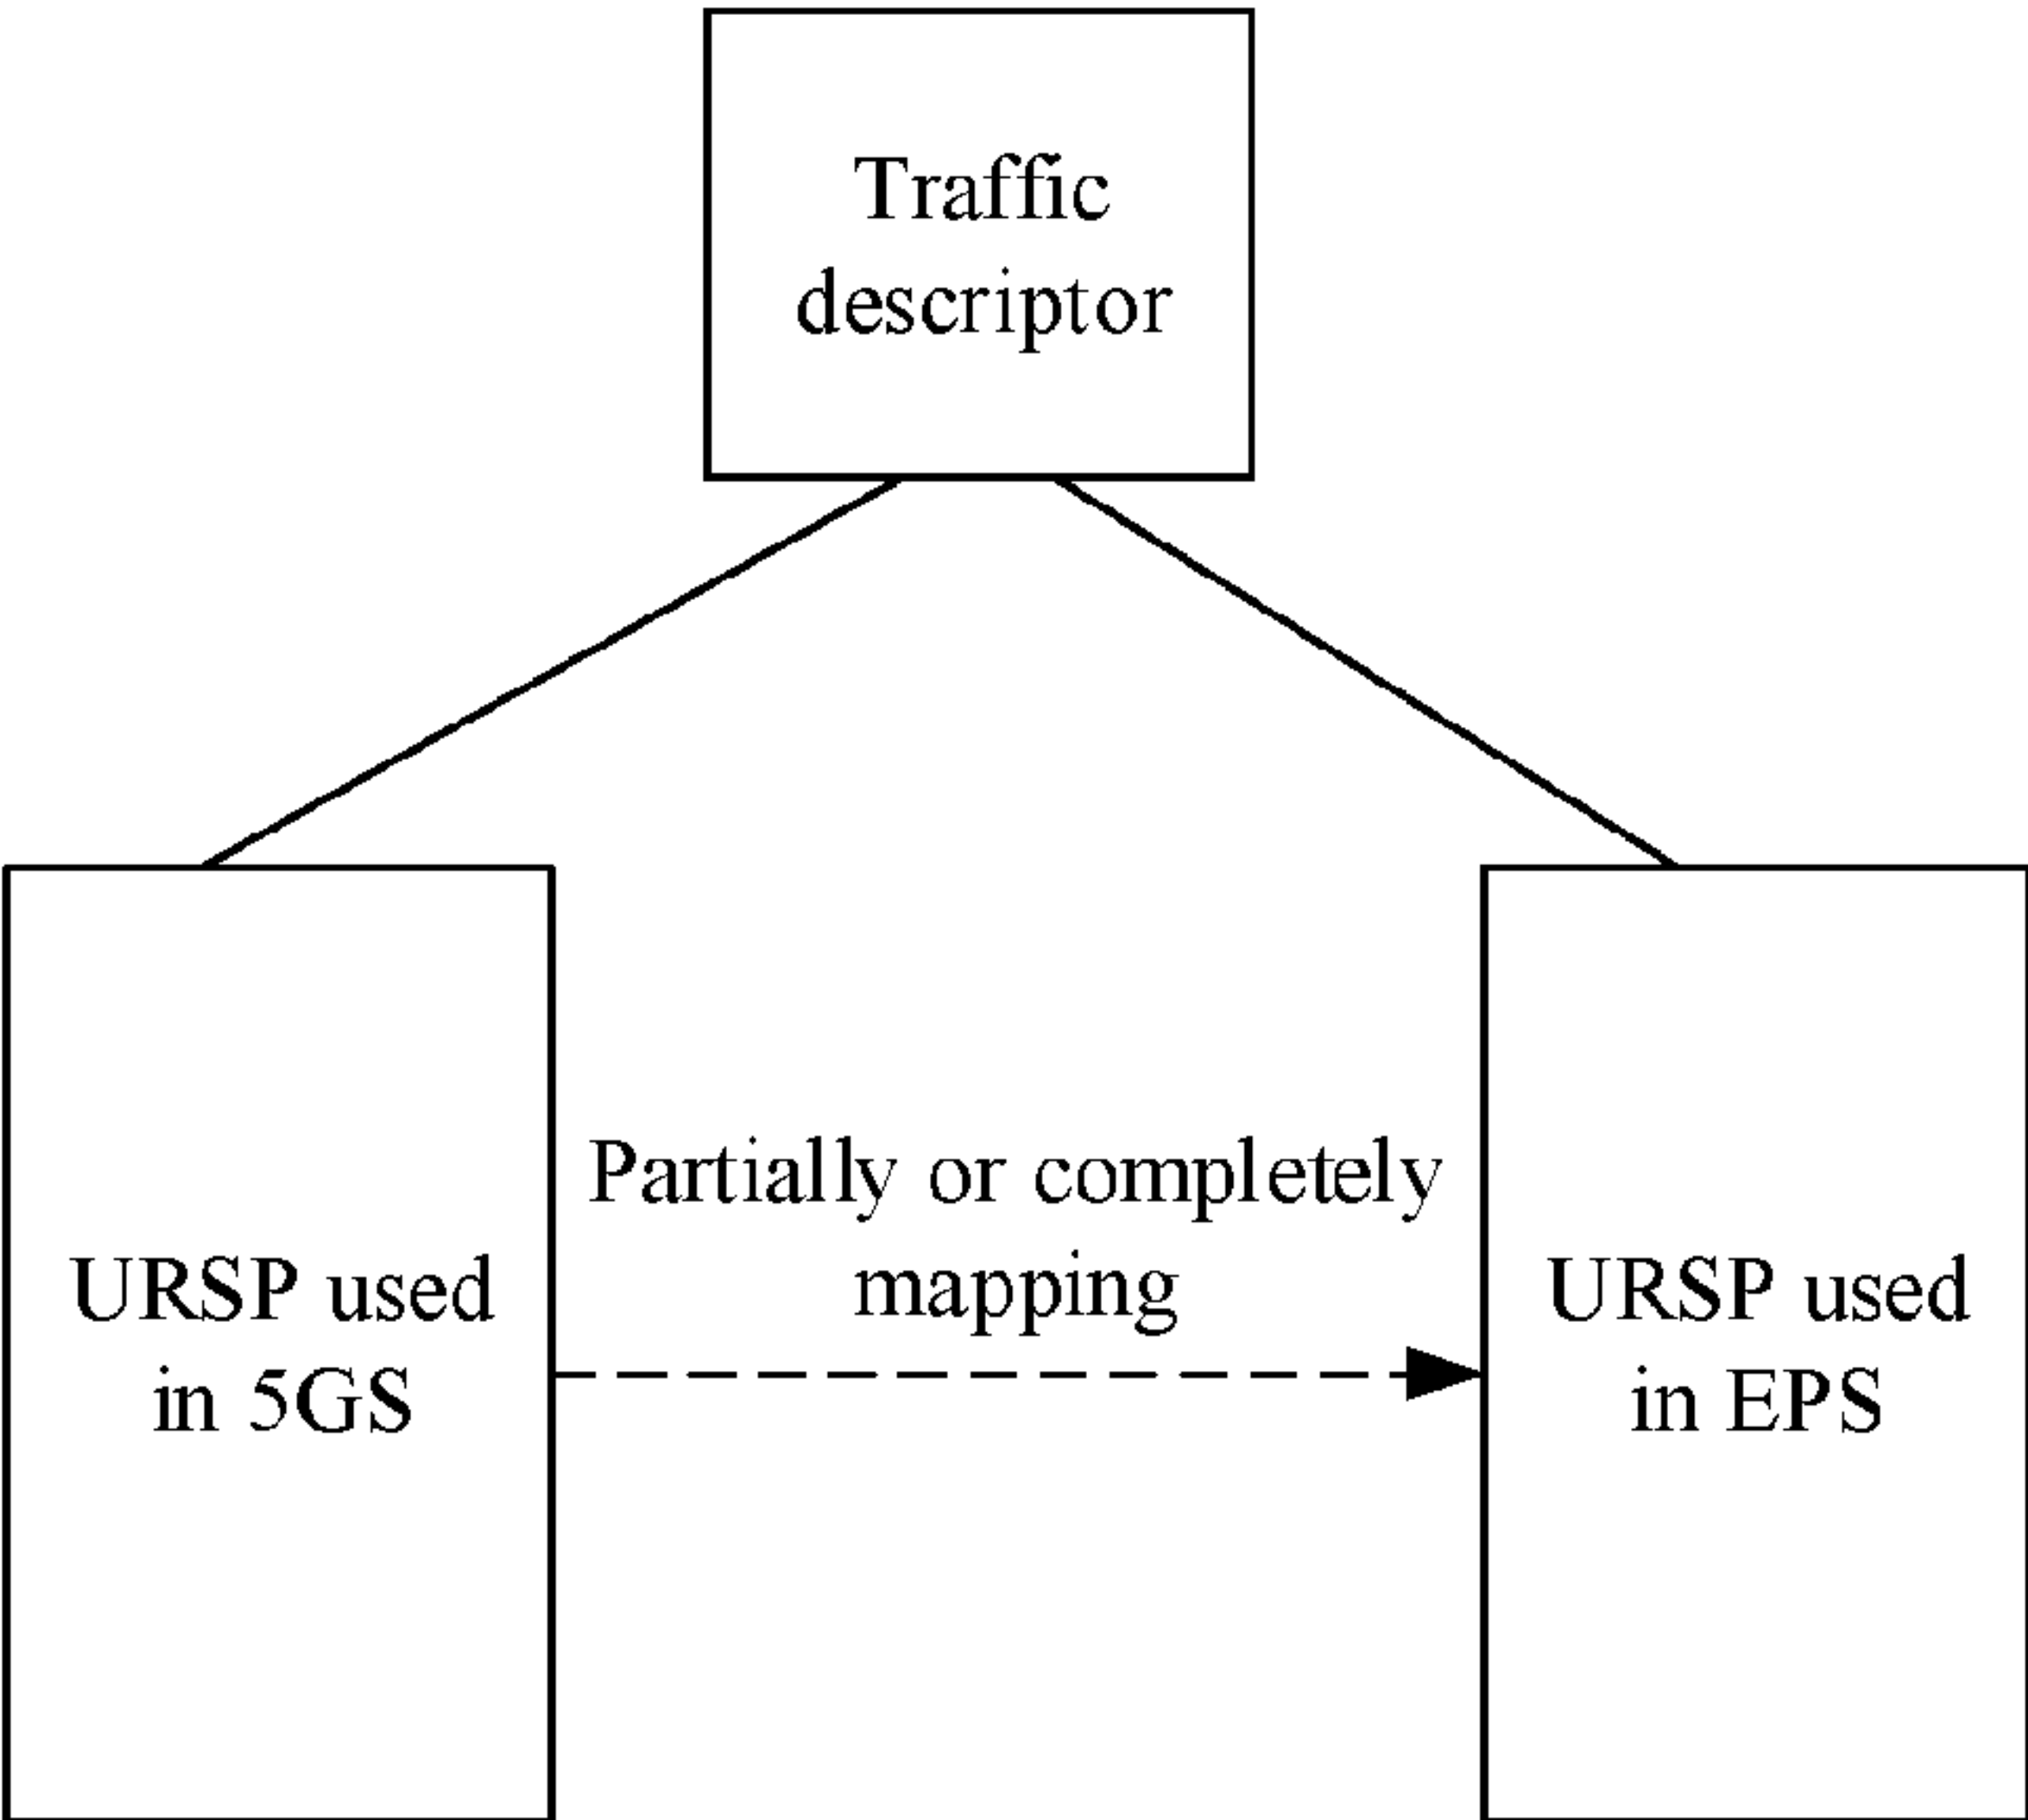 Traffic
descriptor
Partially or completely
mapping
URSP used
in 5GS
URSP used
in EPS